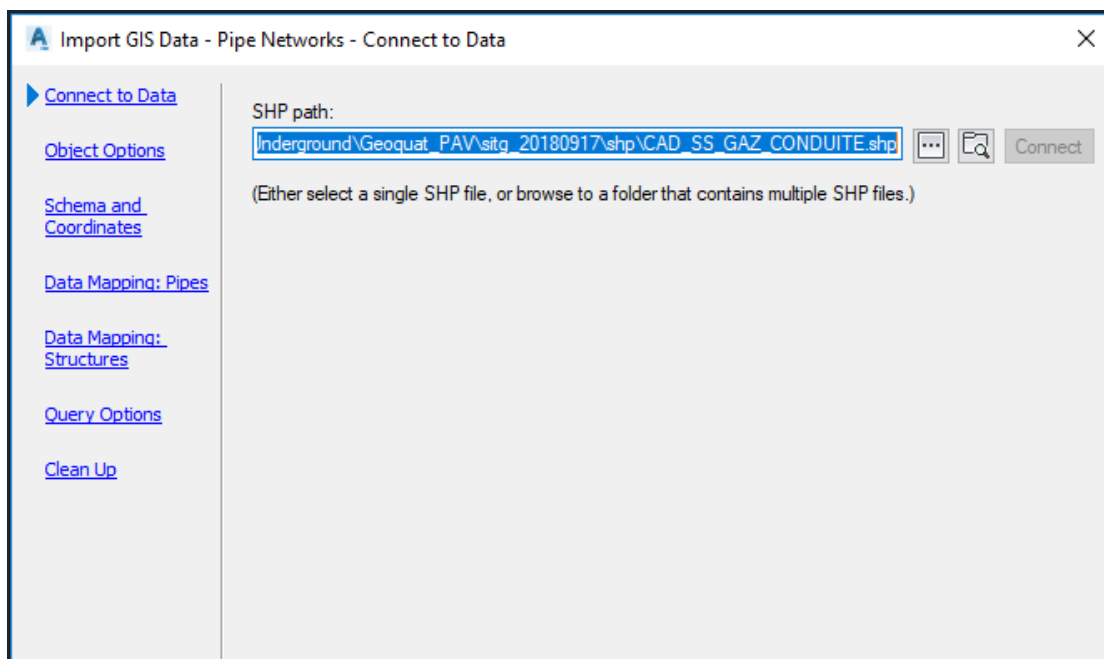 Import GIS Data - Pipe Networks - Connect to Data
Connect to Data
Object Options
Schema and
Coordinates
Data Mapping: Pipes
Data Mapping:
Structures
Query Options
Clean Up
SHP path:
Underground\Geoquat_PAV\sitg_20180917\shp\CAD_SS_GAZ_CONDUITE.shp
Connect
(Either select a single SHP file, or browse to a folder that contains multiple SHP files.)